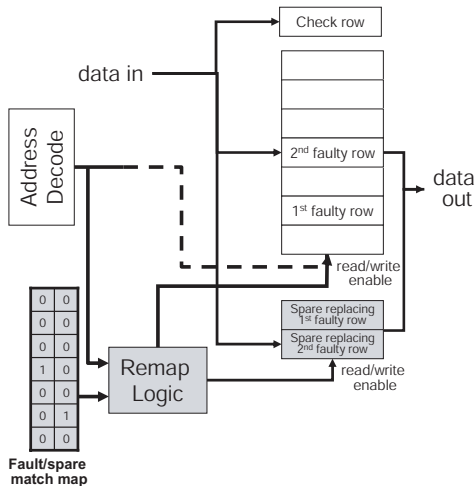 Check row
data in
Address
Decode
2nd faulty row
data
out
1st faulty row
read/write
enable
0 0
0 0
0 0
1 0
0 0
0 1
0 0
Spare replacing
1st faulty row
Spare replacing
2nd faulty row
Remap
Logic
read/write
enable
Fault/spare
match map